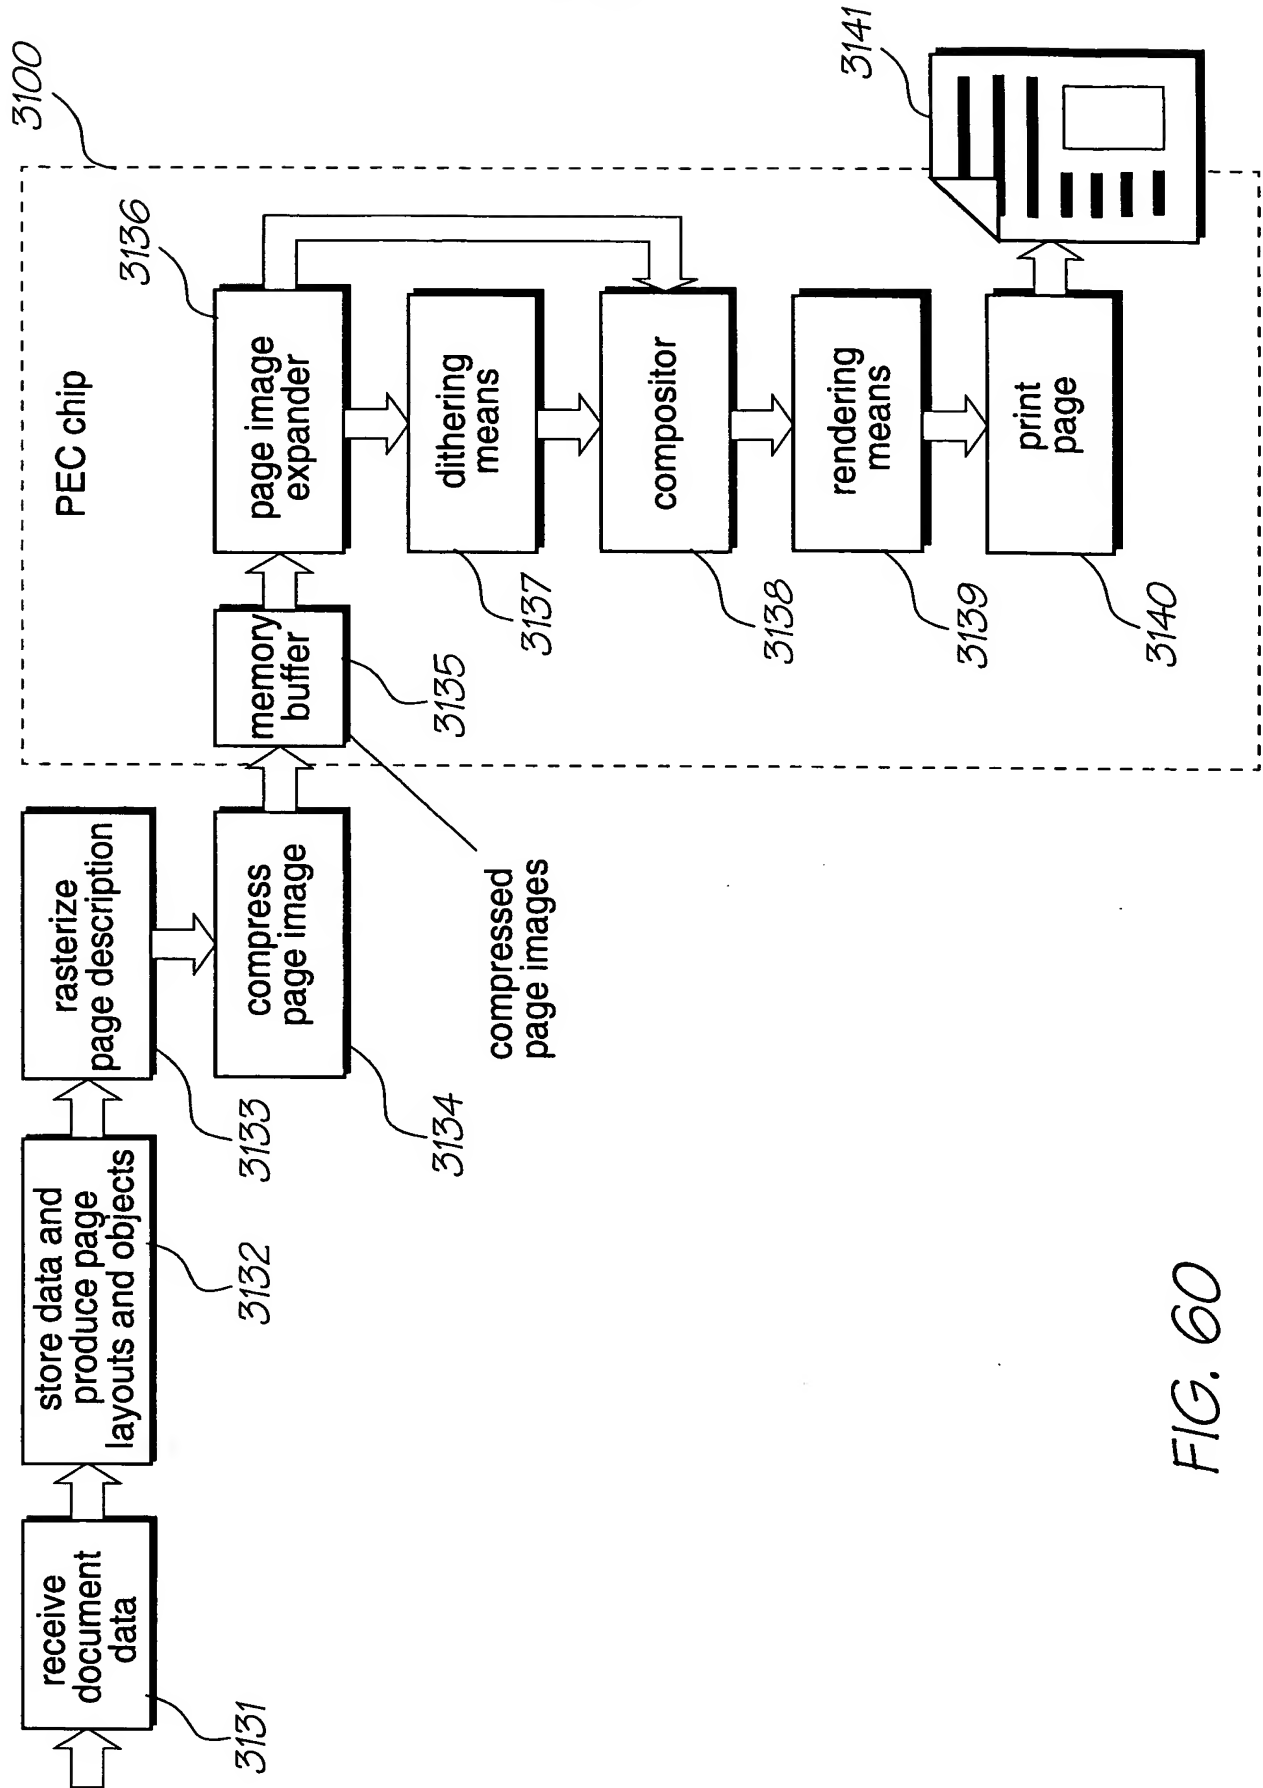 receive
document
data
3131
store data and
produce page
layouts and objects
3132
rasterize
page description
3133
compress
page image
3134
compressed
page images
PEC chip
3100
memory
buffer
3135
page image
expander
3136
dithering
means
3137
compositor
3138
rendering
means
3139
print
page
3140
3141
FIG. 60